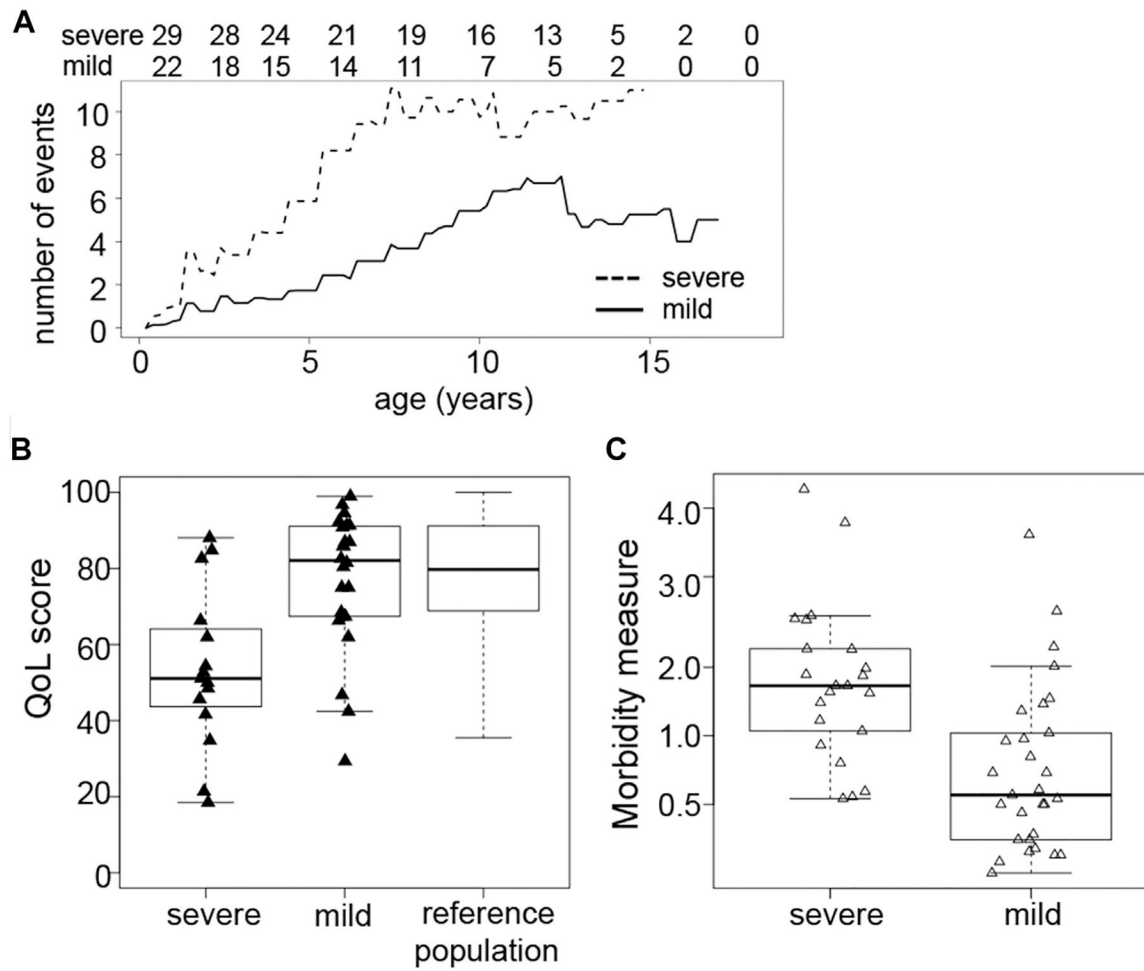 A
severe 29 28 24 21 19 16 13 5 2 0
mild 22 18 15 14 11 7 5 2 0 0
number of events
10
8
6
4
2
0
severe
mild
0 5 10 15
age (years)
B
QoL score
100
80
60
40
20
0
severe mild reference
population
C
Morbidity measure
4.0
3.0
2.0
1.0
0.5
severe mild